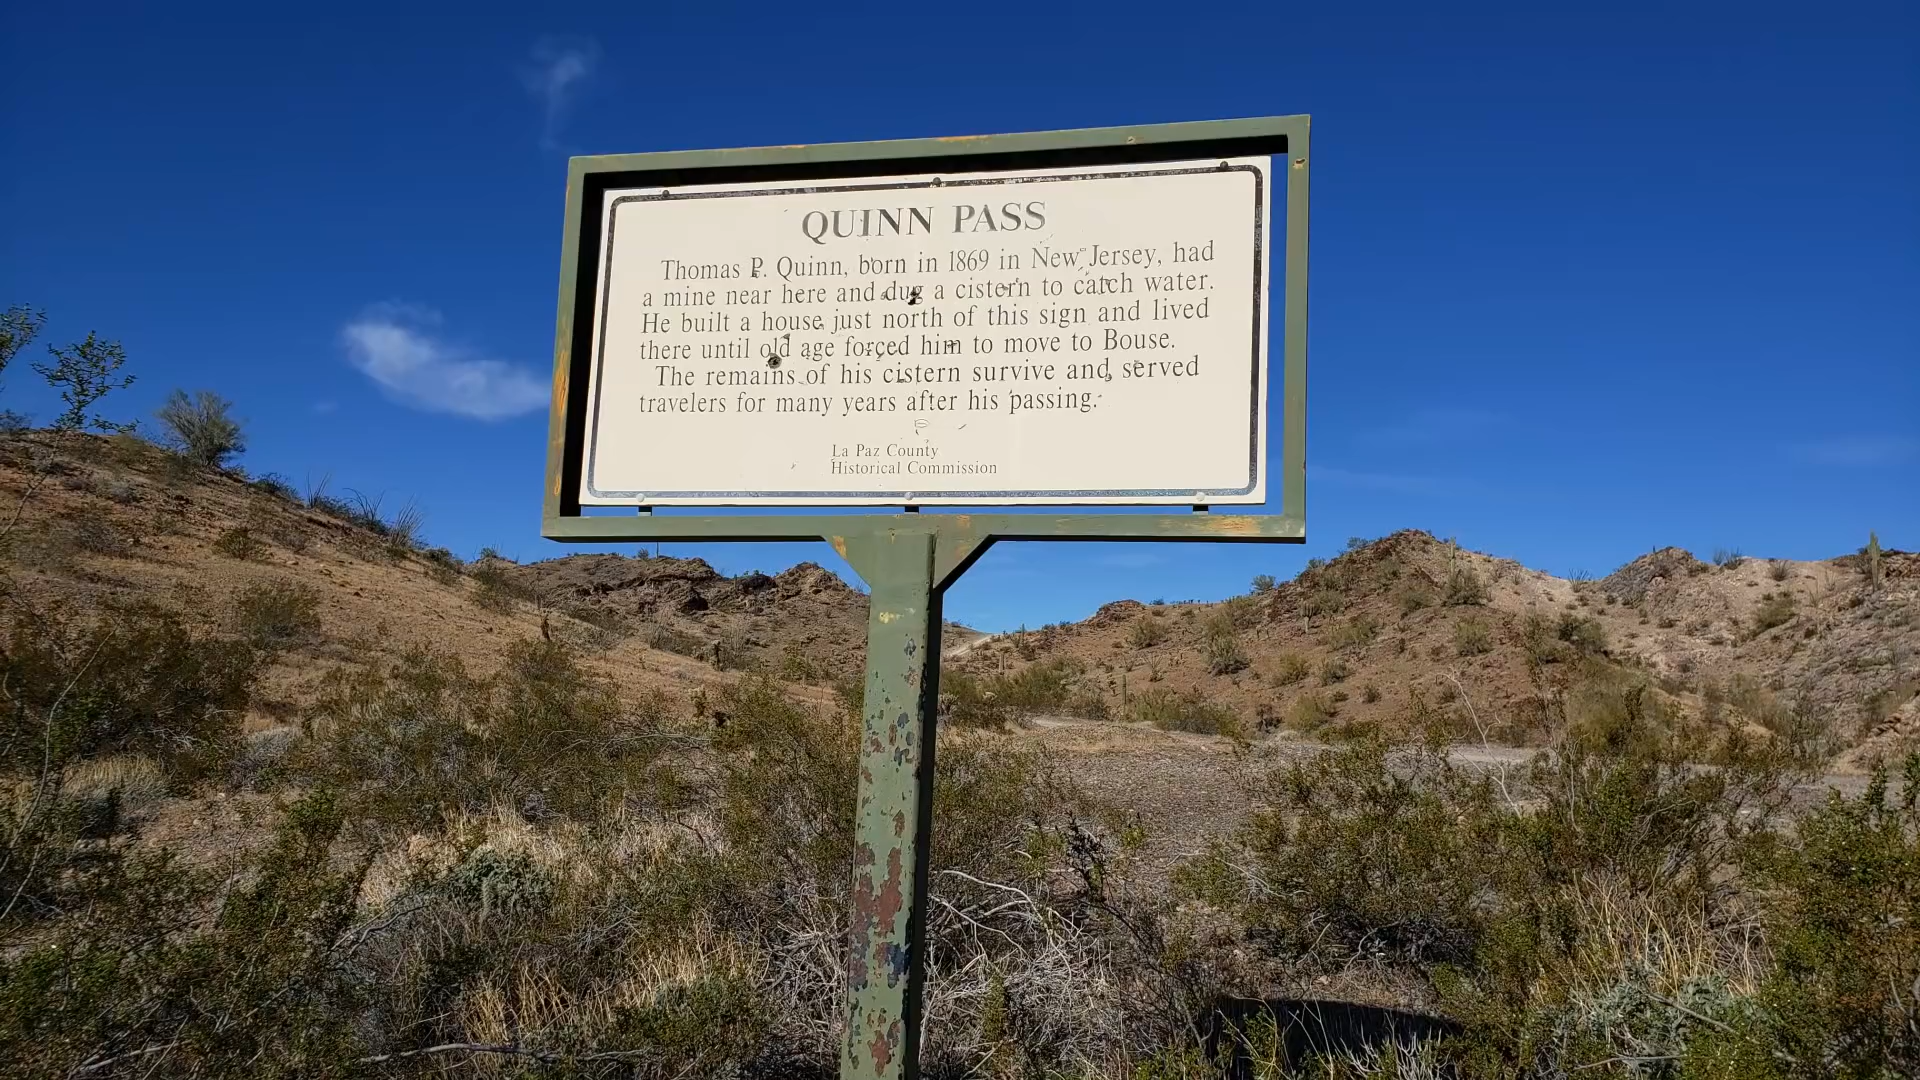 QUINN PASS
Thomas P. Quinn, born in 1869 in New Jersey, had
a mine near here and dug a cistern to catch water.
He built a house just north of this sign and lived
there until old age forced him to move to Bouse.
The remains of his cistern survive and served
travelers for many years after his passing.
La Paz County
Historical Commission